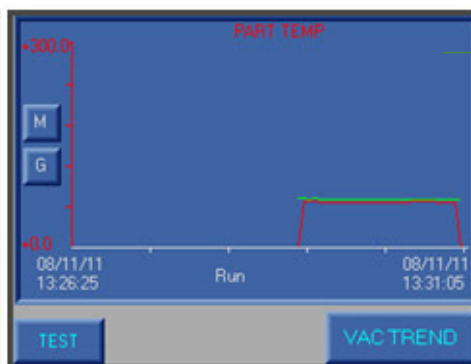 PART TEMP
+300.0
M
G
+0.0
08/11/11
13:26:25
Run
08/11/11
13:31:05
TEST
VAC TREND